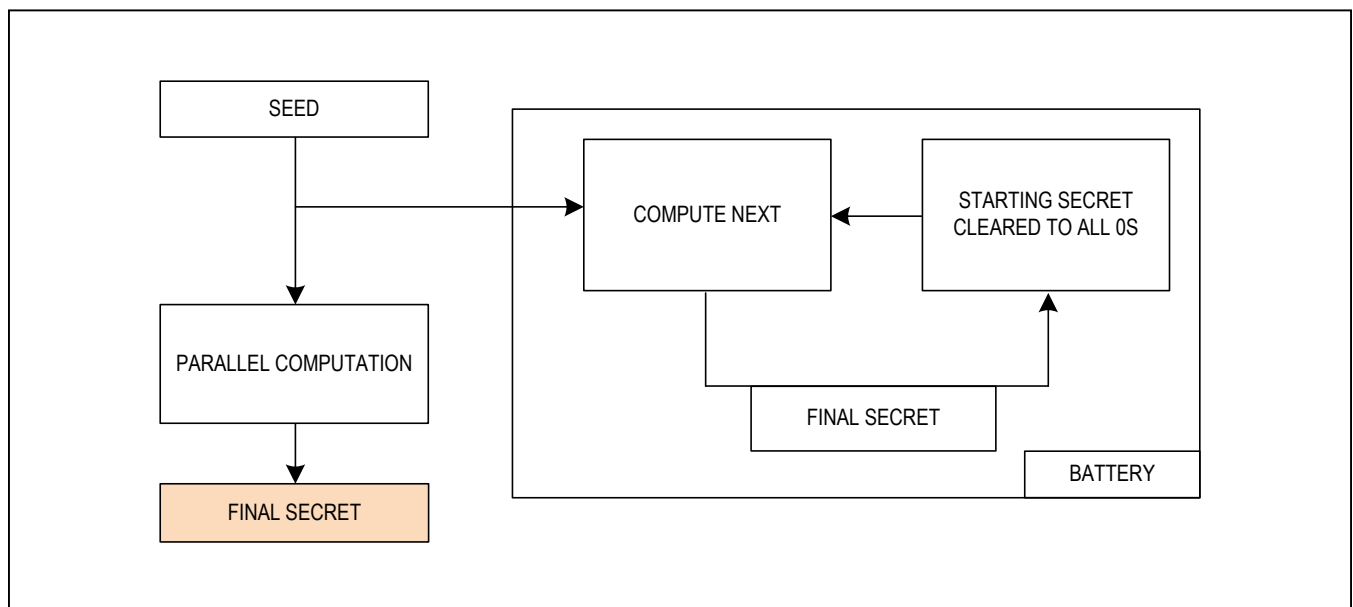 SEED
COMPUTE NEXT
STARTING SECRET
CLEARED TO ALL 0S
PARALLEL COMPUTATION
FINAL SECRET
BATTERY
FINAL SECRET